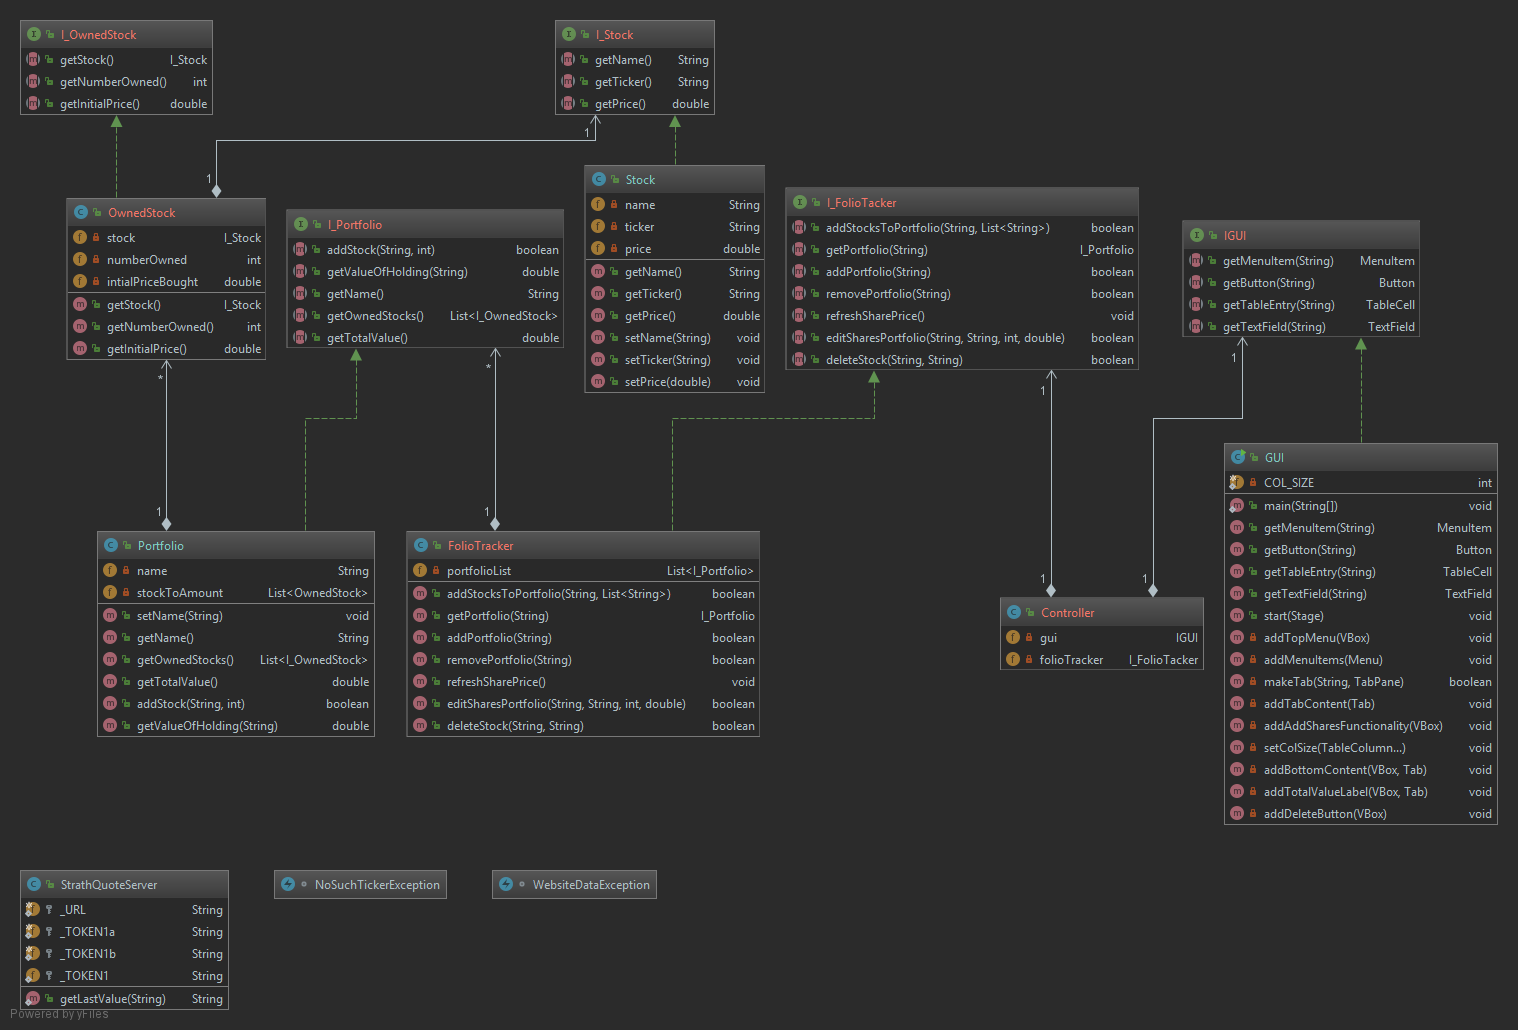 I_OwnedStock
getStock() I_Stock
getNumberOwned() int
getInitialPrice() double
I_Stock
getName() String
getTicker() String
getPrice() double
1
1
OwnedStock
stock I_Stock
numberOwned int
intialPriceBought double
getStock() I_Stock
getNumberOwned() int
getInitialPrice() double
I_Portfolio
addStock(String, int) boolean
getValueOfHolding(String) double
getName() String
getOwnedStocks() List<I_OwnedStock>
getTotalValue() double
Stock
name String
ticker String
price double
getName() String
getTicker() String
getPrice() double
setName(String) void
setTicker(String) void
setPrice(double) void
I_FolioTacker
addStocksToPortfolio(String, List<String>) boolean
getPortfolio(String) I_Portfolio
addPortfolio(String) boolean
removePortfolio(String) boolean
refreshSharePrice() void
editSharesPortfolio(String, String, int, double) boolean
deleteStock(String, String) boolean
IGUI
getMenuItem(String) MenuItem
getButton(String) Button
getTableEntry(String) TableCell
getTextField(String) TextField
*
*
1
1
1
1
1
1
Portfolio
name String
stockToAmount List<OwnedStock>
setName(String) void
getName() String
getOwnedStocks() List<I_OwnedStock>
getTotalValue() double
addStock(String, int) boolean
getValueOfHolding(String) double
FolioTracker
portfolioList List<I_Portfolio>
addStocksToPortfolio(String, List<String>) boolean
getPortfolio(String) I_Portfolio
addPortfolio(String) boolean
removePortfolio(String) boolean
refreshSharePrice() void
editSharesPortfolio(String, String, int, double) boolean
deleteStock(String, String) boolean
Controller
gui IGUI
folioTracker I_FolioTacker
GUI
COL_SIZE int
main(String[]) void
getMenuItem(String) MenuItem
getButton(String) Button
getTableEntry(String) TableCell
getTextField(String) TextField
start(Stage) void
addTopMenu(VBox) void
addMenuItems(Menu) void
makeTab(String, TabPane) boolean
addTabContent(Tab) void
addAddSharesFunctionality(VBox) void
setColSize(TableColumn...) void
addBottomContent(VBox, Tab) void
addTotalValueLabel(VBox, Tab) void
addDeleteButton(VBox) void
StrathQuoteServer
_URL String
_TOKEN1a String
_TOKEN1b String
_TOKEN1 String
getLastValue(String) String
NoSuchTickerException
WebsiteDataException
Powered by yFiles